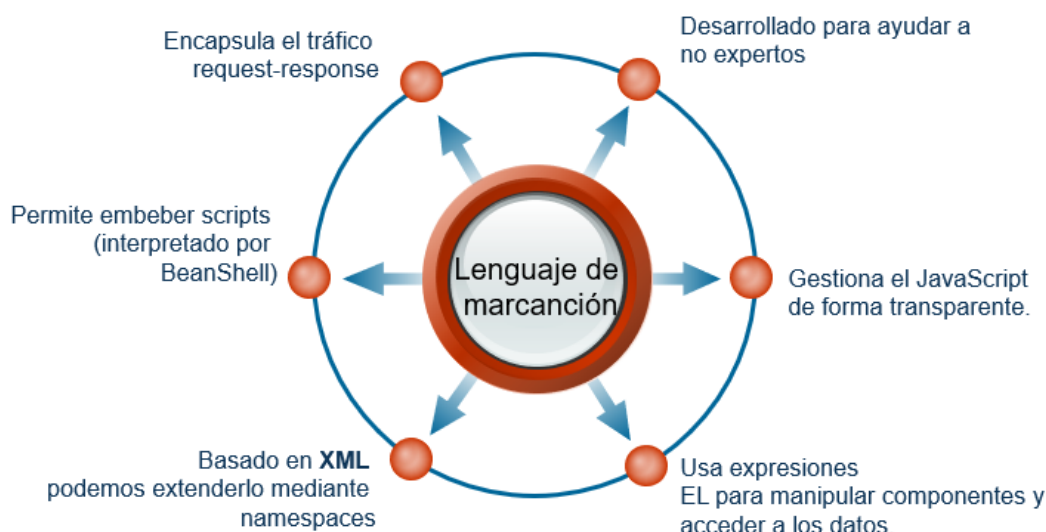 Encapsula el tráfico
request-response
Desarrollado para ayudar a
no expertos
Permite embeber scripts
(interpretado por
BeanShell)
Lenguaje de
marcanción
Gestiona el JavaScript
de forma transparente.
Basado en XML
podemos extenderlo mediante
namespaces
Usa expresiones
EL para manipular componentes y
acceder a los datos